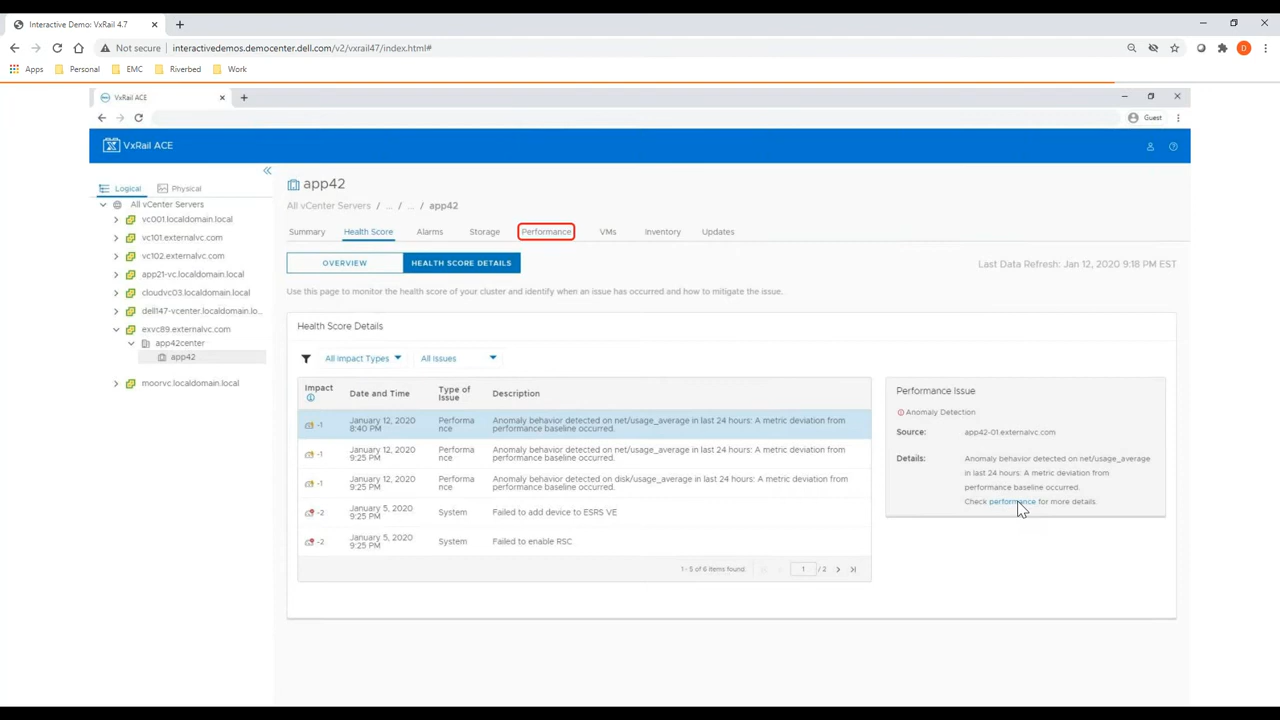 Interactive Demo: VxRail 4.7
Not secure | interactivedemos.democenter.dell.com/v2/vxrail47/index.html#
D
Apps Personal EMC Riverbed Work
VxRail ACE
Guest
VxRail ACE
Logical Physical
All vCenter Servers
vc001.localdomain.local
vc101.externalvc.com
vc102.externalvc.com
app21-vc.localdomain.local
cloudvc03.localdomain.local
dell147-vcenter.localdomain.lo...
exvc89.externalvc.com
app42center
app42
moorvc.localdomain.local
app42
All vCenter Servers / ... / ... / app42
Summary Health Score Alarms Storage Performance VMs Inventory Updates
OVERVIEW HEALTH SCORE DETAILS
Last Data Refresh: Jan 12, 2020 9:18 PM EST
Use this page to monitor the health score of your cluster and identify when an issue has occurred and how to mitigate the issue.
Health Score Details
All Impact Types All Issues
Impact Date and Time Type of Issue Description
-1 January 12, 2020 8:40 PM Performa nce Anomaly behavior detected on net/usage_average in last 24 hours: A metric deviation from performance baseline occurred.
-1 January 12, 2020 9:25 PM Performa nce Anomaly behavior detected on net/usage_average in last 24 hours: A metric deviation from performance baseline occurred.
-1 January 12, 2020 9:25 PM Performa nce Anomaly behavior detected on disk/usage_average in last 24 hours: A metric deviation from performance baseline occurred.
-2 January 5, 2020 9:25 PM System Failed to add device to ESRS VE
-2 January 5, 2020 9:25 PM System Failed to enable RSC
1 - 5 of 6 items found. 1 / 2
Performance Issue
Anomaly Detection
Source: app42-01.externalvc.com
Details: Anomaly behavior detected on net/usage_average
in last 24 hours: A metric deviation from
performance baseline occurred.
Check performance for more details